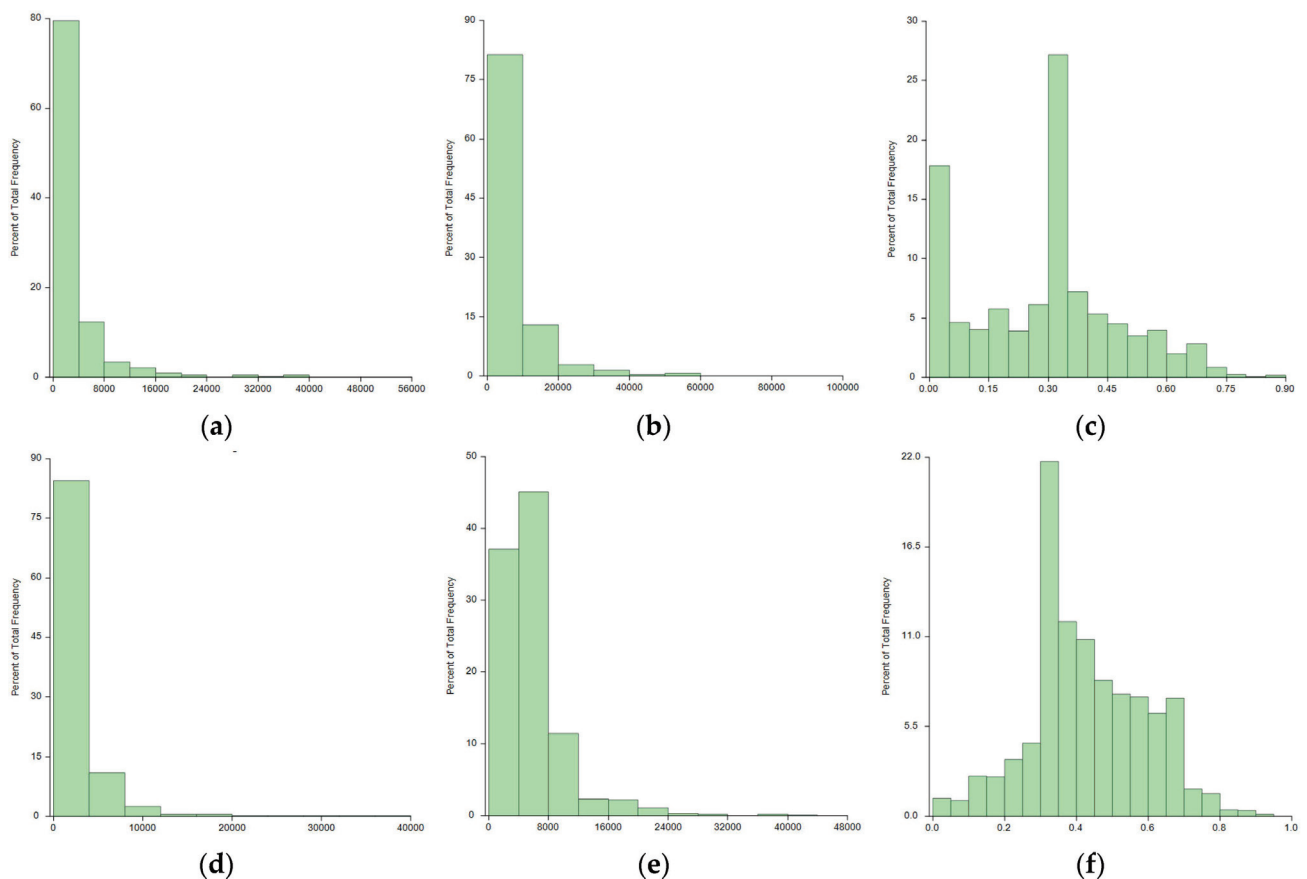 80
60
40
20
0
Percent of Total Frequency
0 8000 16000 24000 32000 40000 48000 56000
(a)
90
75
60
45
30
15
0
Percent of Total Frequency
0 20000 40000 60000 80000 100000
(b)
30
25
20
15
10
5
0
Percent of Total Frequency
0.00 0.15 0.30 0.45 0.60 0.75 0.90
(c)
90
75
60
45
30
15
0
Percent of Total Frequency
0 10000 20000 30000 40000
(d)
50
40
30
20
10
0
Percent of Total Frequency
0 8000 16000 24000 32000 40000 48000
(e)
22.0
16.5
11.0
5.5
0.0
Percent of Total Frequency
0.0 0.2 0.4 0.6 0.8 1.0
(f)